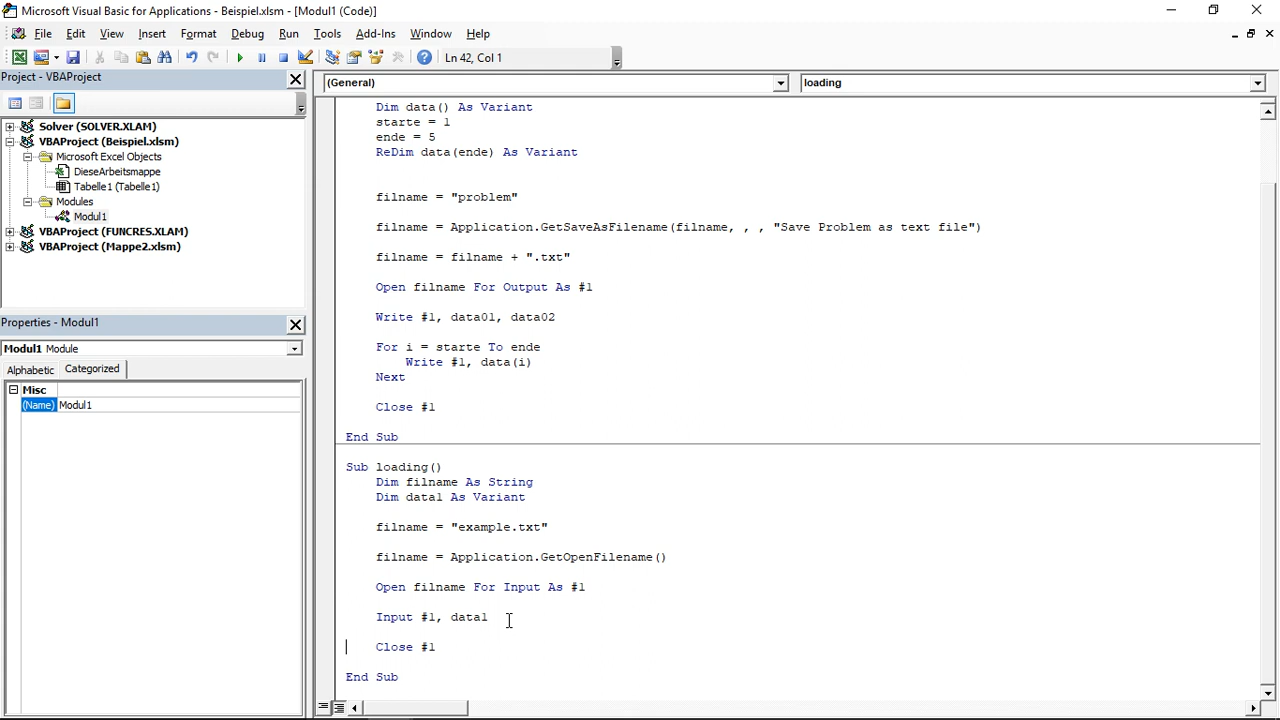 Microsoft Visual Basic for Applications - Beispiel.xlsm - [Modul1 (Code)]
File Edit View Insert Format Debug Run Tools Add-Ins Window Help
Ln 42, Col 1
Project - VBAProject
(General)
loading
Solver (SOLVER.XLAM)
VBAProject (Beispiel.xlsm)
Microsoft Excel Objects
DieseArbeitsmappe
Tabelle1 (Tabelle1)
Modules
Modul1
VBAProject (FUNCRES.XLAM)
VBAProject (Mappe2.xlsm)
Properties - Modul1
Modul1 Module
Alphabetic Categorized
Misc
(Name) Modul1
Dim data() As Variant
starte = 1
ende = 5
ReDim data(ende) As Variant
filname = "problem"
filname = Application.GetSaveAsFilename(filname, , , "Save Problem as text file")
filname = filname + ".txt"
Open filname For Output As #1
Write #1, data01, data02
For i = starte To ende
Write #1, data(i)
Next
Close #1
End Sub
Sub loading()
Dim filname As String
Dim data1 As Variant
filname = "example.txt"
filname = Application.GetOpenFilename()
Open filname For Input As #1
Input #1, data1
Close #1
End Sub